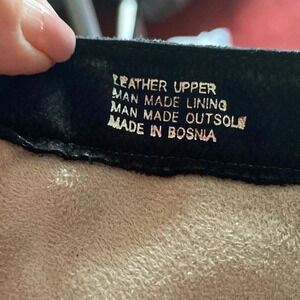 LEATHER UPPER
MAN MADE LINING
MAN MADE OUTSOLE
MADE IN BOSNIA